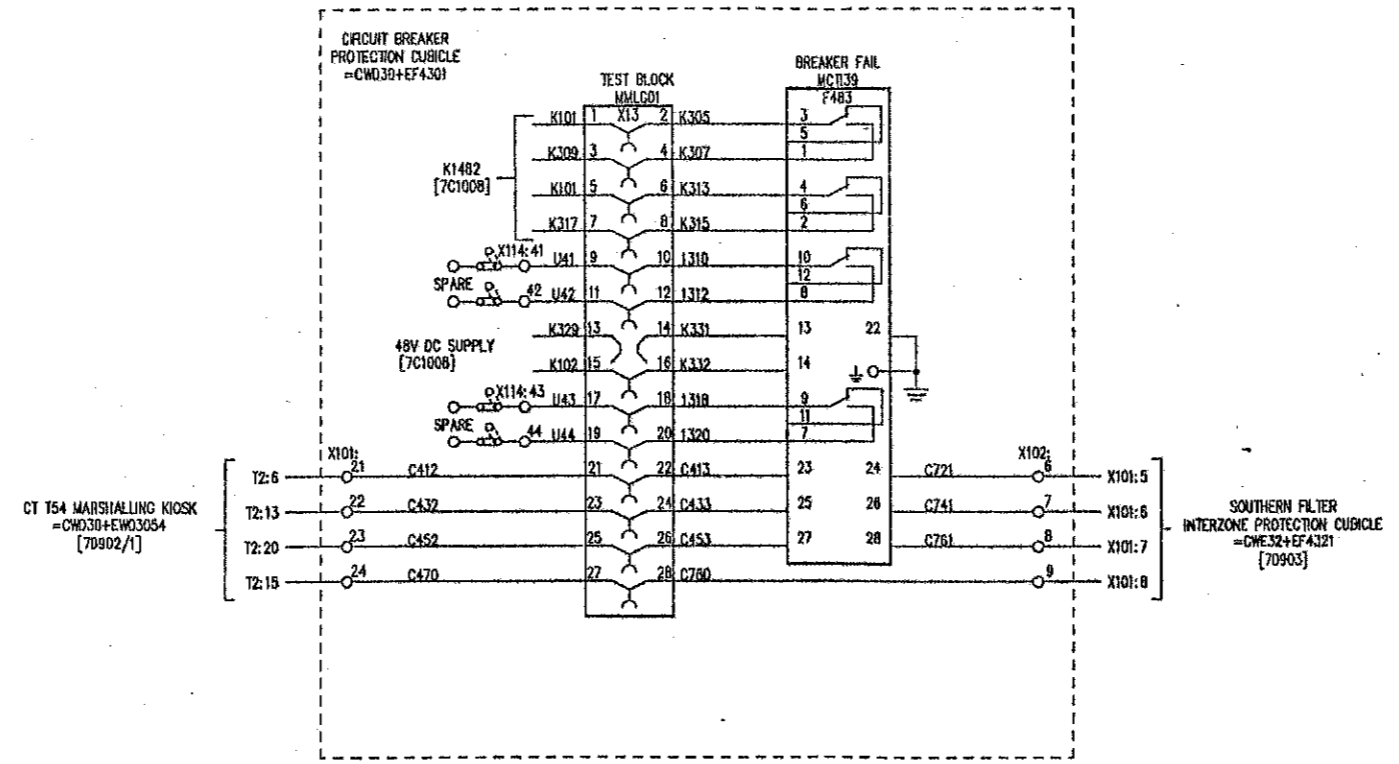 CIRCUIT BREAKER
PROTECTION CUBICLE
=CWD30+EF4301
TEST BLOCK
MMLG01
BREAKER FAIL
MCTI39
F483
K101 1 X13 2 K305 3
5
K309 3 4 K307 1
K1482
[7C1008]
K101 5 6 K313 4
6
K317 7 8 K315 2
X114:41 U41 9 10 1310 10
12
SPARE 42 U42 11 12 1312 8
K329 13 14 K331 13 22
48V DC SUPPLY
[7C1008]
K102 15 16 K332 14
X114:43 U43 17 18 1318 9
11
SPARE 44 U44 19 20 1320 7
X101: X102:
T2:6 21 C412 21 22 C413 23 24 C721 6 X101:5
T2:13 22 C432 23 24 C433 25 26 C741 7 X101:6
T2:20 23 C452 25 26 C453 27 28 C761 8 X101:7
T2:15 24 C470 27 28 C780 9 X101:8
CT T54 MARSHALLING KIOSK
=CWD30+EW03054
[70902/1]
SOUTHERN FILTER
INTERZONE PROTECTION CUBICLE
=CWE32+EF4321
[70903]